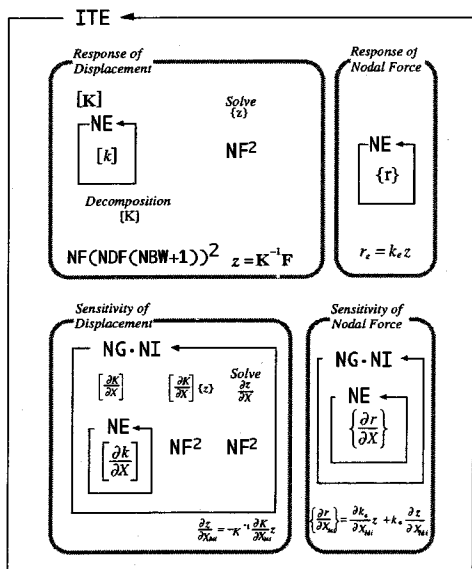 ITE
Response of
Displacement
[K]
NE
[k]
Solve
{z}
NF²
Decomposition
[K]
NF(NDF(NBW+1))² z = K⁻¹F
Response of
Nodal Force
NE
{r}
rₑ = kₑ z
Sensitivity of
Displacement
NG·NI
[∂K/∂X] [∂K/∂X]{z} Solve ∂z/∂X
NE
[∂k/∂X] NF² NF²
Sensitivity of
Nodal Force
NG·NI
NE
{∂r/∂X}